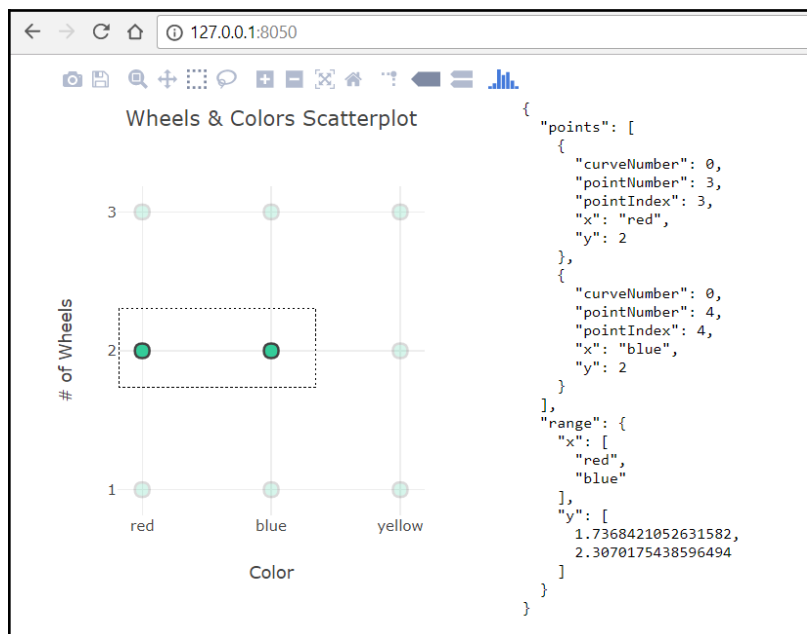 127.0.0.1:8050
Wheels & Colors Scatterplot
3
2
1
# of Wheels
red blue yellow
Color
{
  "points": [
    {
      "curveNumber": 0,
      "pointNumber": 3,
      "pointIndex": 3,
      "x": "red",
      "y": 2
    },
    {
      "curveNumber": 0,
      "pointNumber": 4,
      "pointIndex": 4,
      "x": "blue",
      "y": 2
    }
  ],
  "range": {
    "x": [
      "red",
      "blue"
    ],
    "y": [
      1.7368421052631582,
      2.3070175438596494
    ]
  }
}